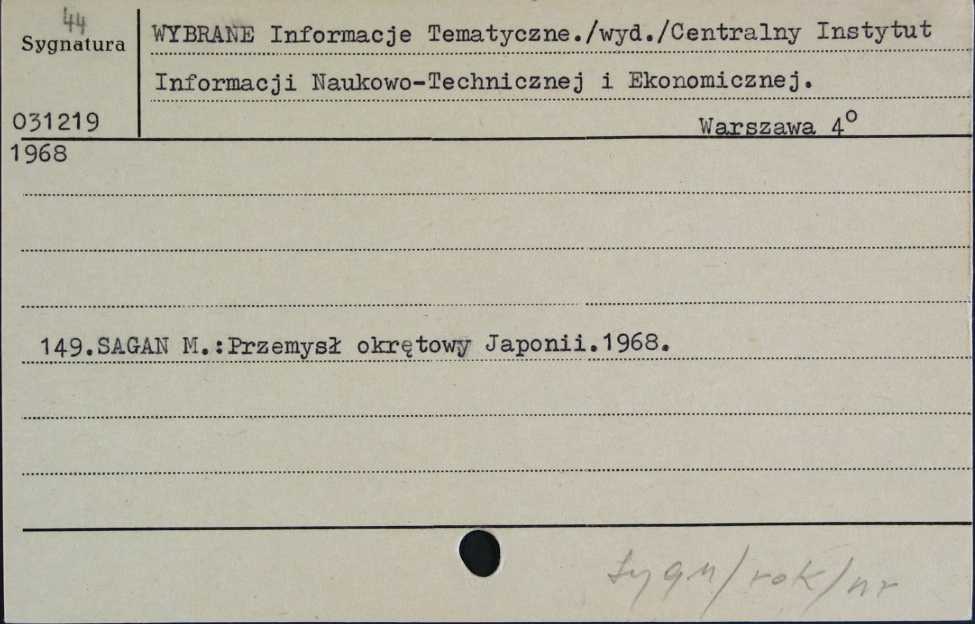 44
Sygnatura
WYBRANE Informacje Tematyczne./wyd./Centralny Instytut
Informacji Naukowo-Technicznej i Ekonomicznej.
031219
Warszawa 4°
1968
149.SAGAN M.:Przemysł okrętowy Japonii.1968.
sygn/rok/nr